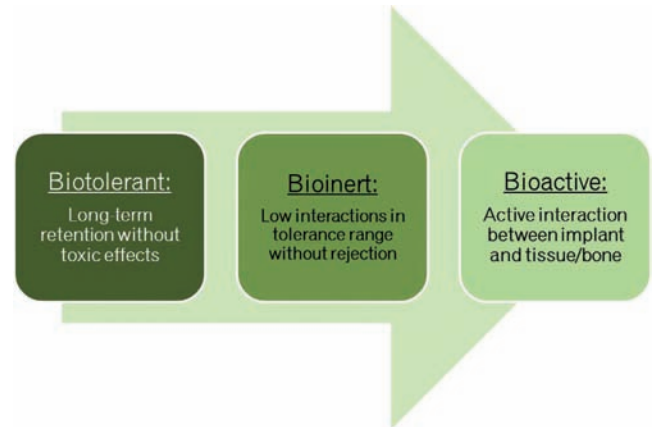 Biotolerant:
Long-term
retention without
toxic effects
Bioinert:
Low interactions in
tolerance range
without rejection
Bioactive:
Active interaction
between implant
and tissue/bone